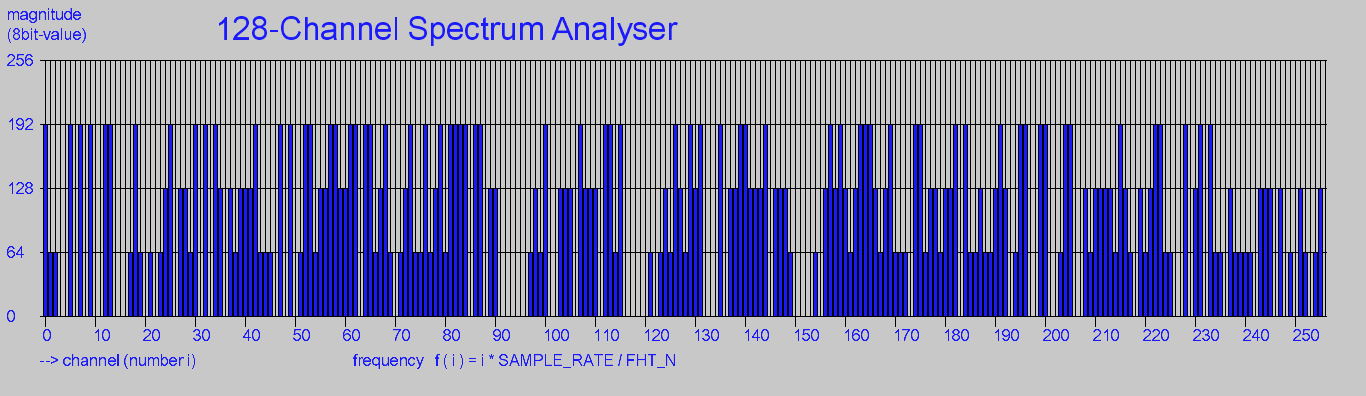 magnitude
(8bit-value)
128-Channel Spectrum Analyser
256
192
128
64
0
0 10 20 30 40 50 60 70 80 90 100 110 120 130 140 150 160 170 180 190 200 210 220 230 240 250
--> channel (number i) frequency f ( i ) = i * SAMPLE_RATE / FHT_N